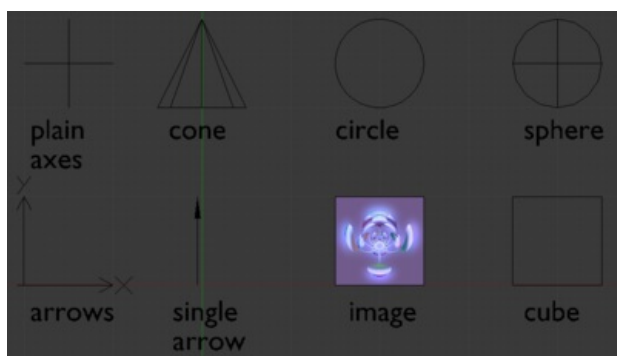 plain
axes
cone
circle
sphere
y
x
arrows
single
arrow
image
cube